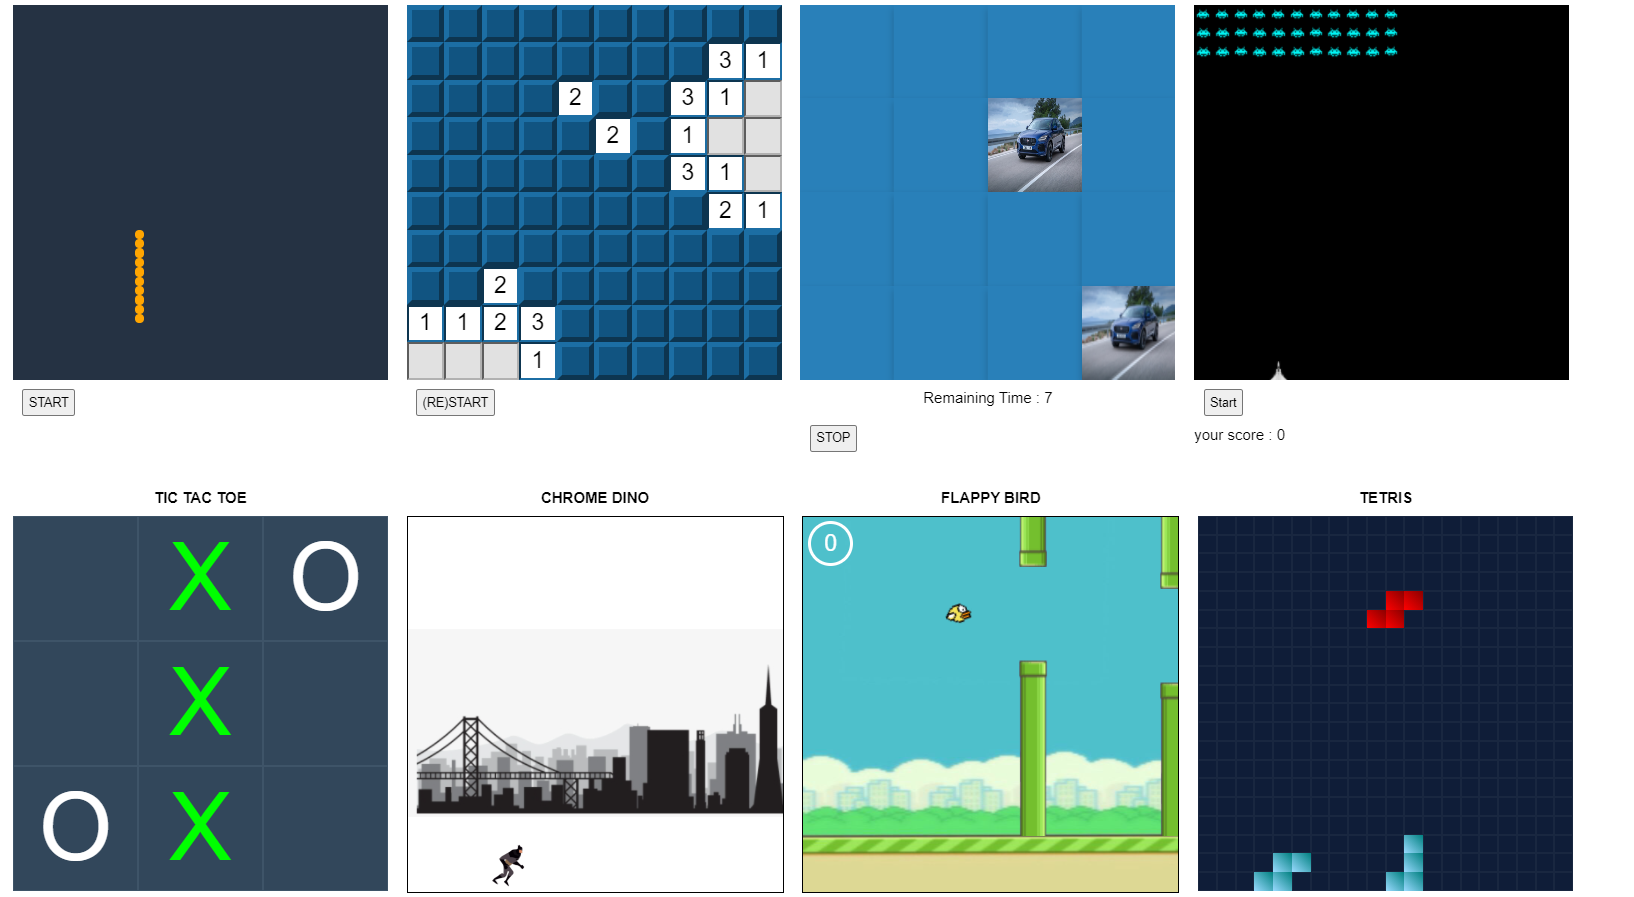 3 1
2 3 1
2 1
3 1
2 1
2
1 1 2 3
1
START
(RE)START
Remaining Time : 7
Start
STOP
your score : 0
TIC TAC TOE
CHROME DINO
FLAPPY BIRD
TETRIS
X O
X
O X
0